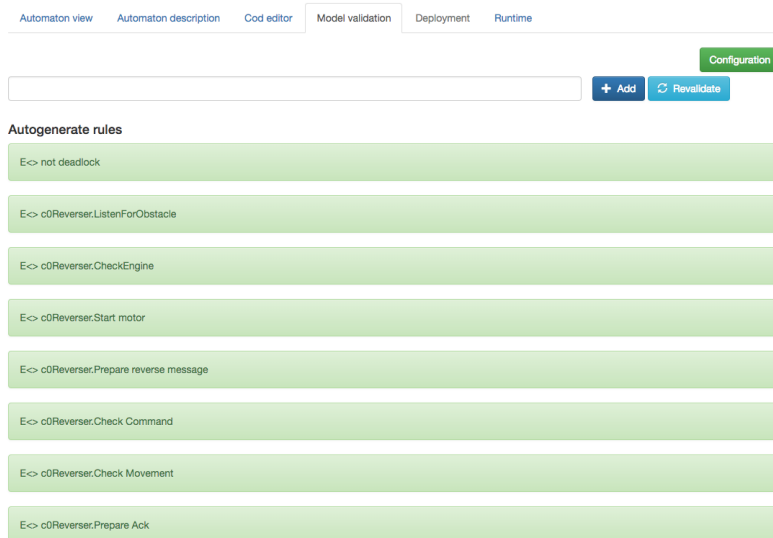 Automaton view Automaton description Cod editor Model validation Deployment Runtime
Configuration
Add Revalidate
Autogenerate rules
E<> not deadlock
E<> c0Reverser.ListenForObstacle
E<> c0Reverser.CheckEngine
E<> c0Reverser.Start motor
E<> c0Reverser.Prepare reverse message
E<> c0Reverser.Check Command
E<> c0Reverser.Check Movement
E<> c0Reverser.Prepare Ack